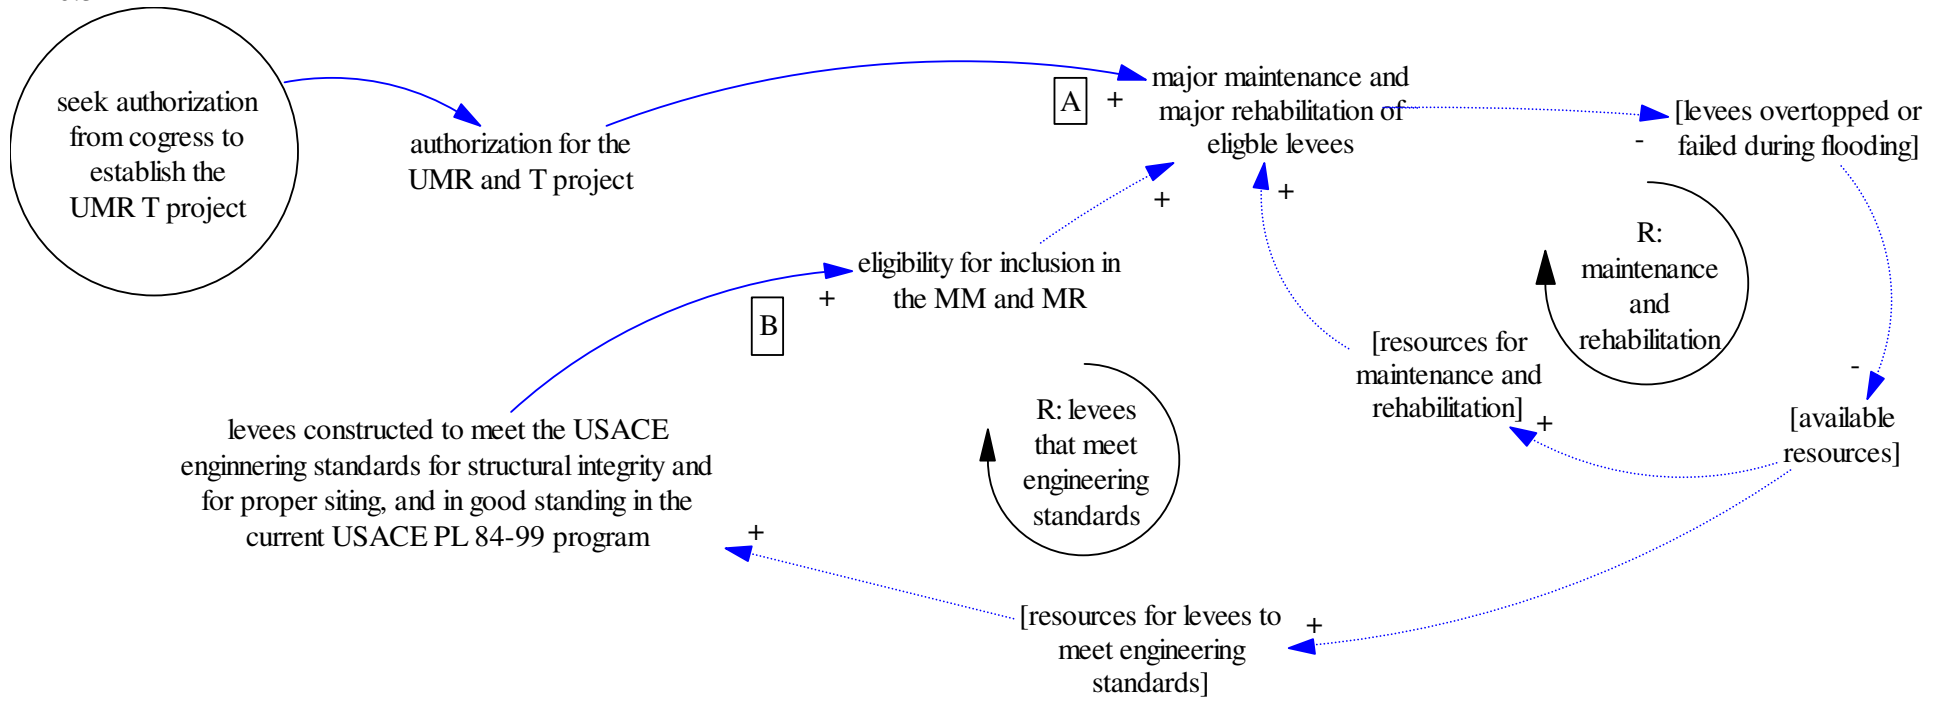 seek authorization
from cogress to
establish the
UMR T project
authorization for the
UMR and T project
A
+
major maintenance and
major rehabilitation of
eligble levees
-
[levees overtopped or
failed during flooding]
+
+
R:
maintenance
and
rehabilitation
eligibility for inclusion in
the MM and MR
+
B
[resources for
maintenance and
rehabilitation]
+
-
[available
resources]
R: levees
that meet
engineering
standards
levees constructed to meet the USACE
enginnering standards for structural integrity and
for proper siting, and in good standing in the
current USACE PL 84-99 program
+
[resources for levees to
meet engineering
standards]
+